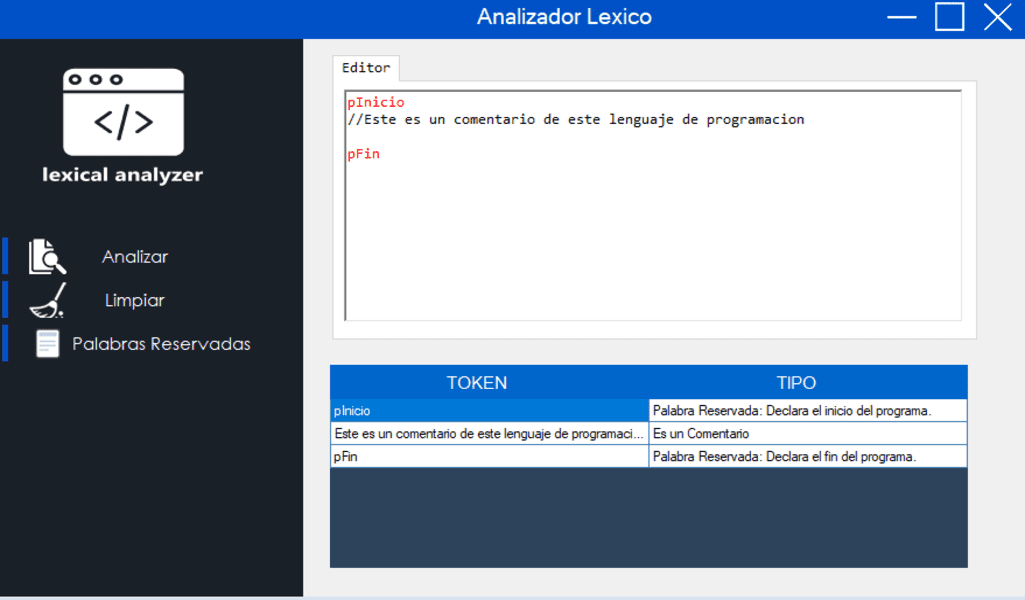 Analizador Lexico
</>
lexical analyzer
Analizar
Limpiar
Palabras Reservadas
Editor
pInicio
//Este es un comentario de este lenguaje de programacion
pFin
TOKEN TIPO
pInicio Palabra Reservada: Declara el inicio del programa.
Este es un comentario de este lenguaje de programaci... Es un Comentario
pFin Palabra Reservada: Declara el fin del programa.